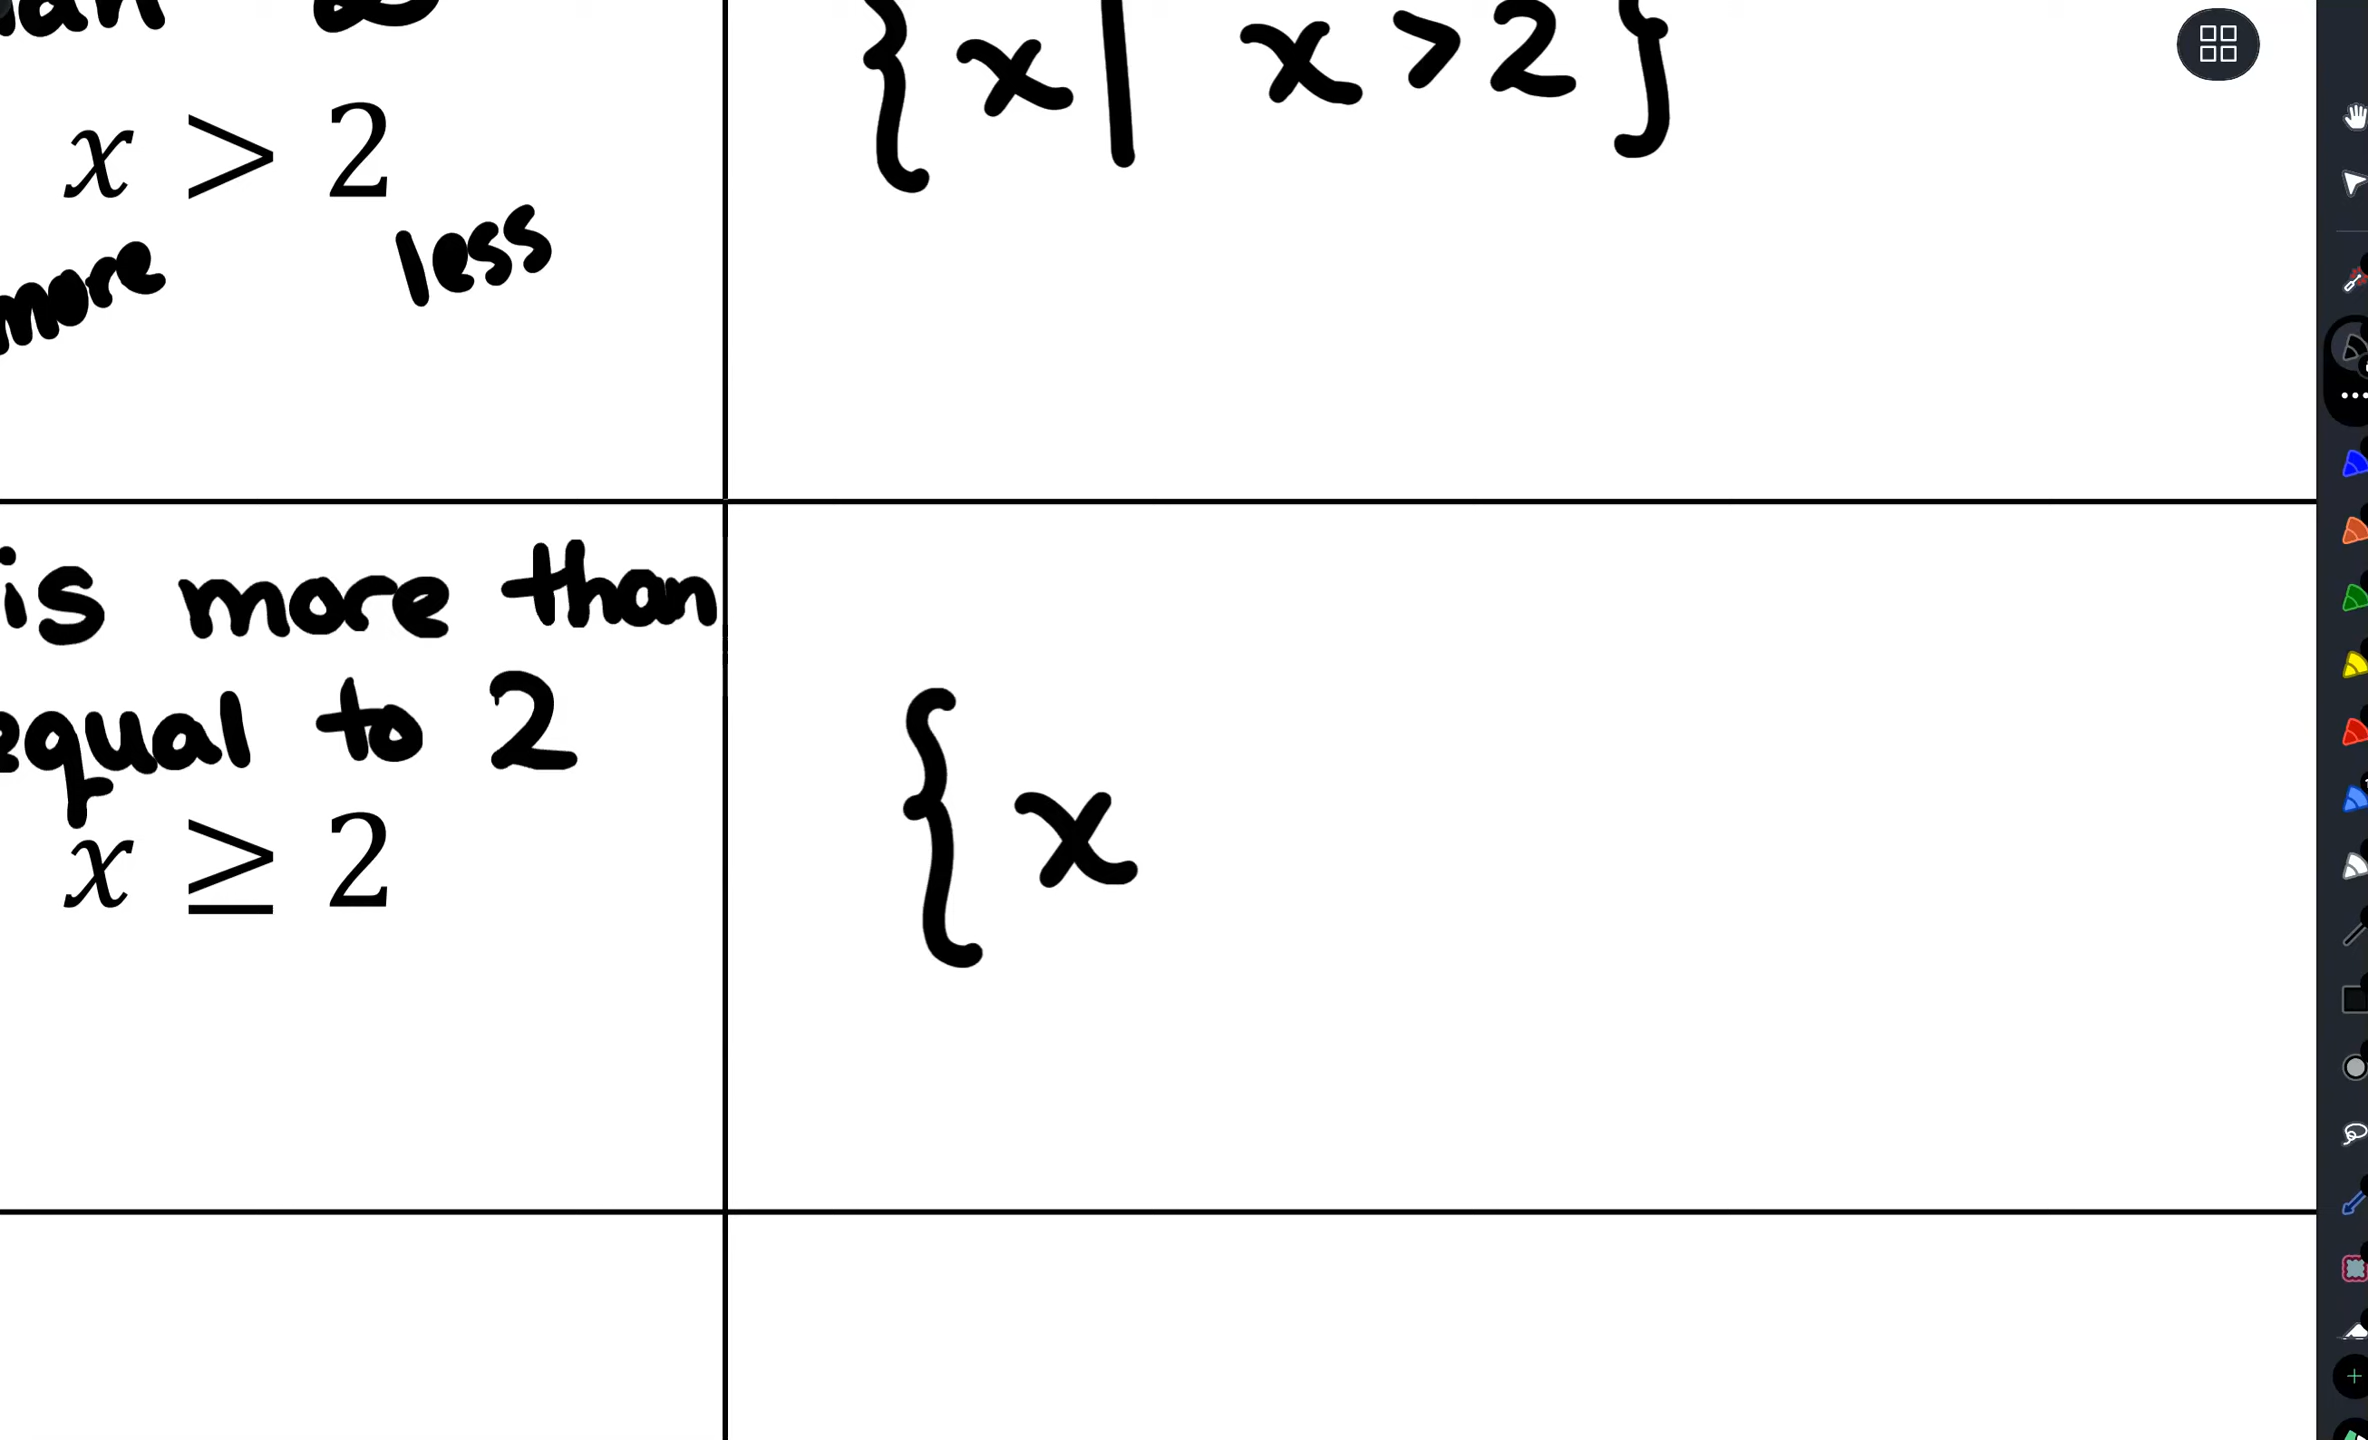 { x | x > 2 }
x > 2
more less
is more than
equal to 2
x ≥ 2
{ x